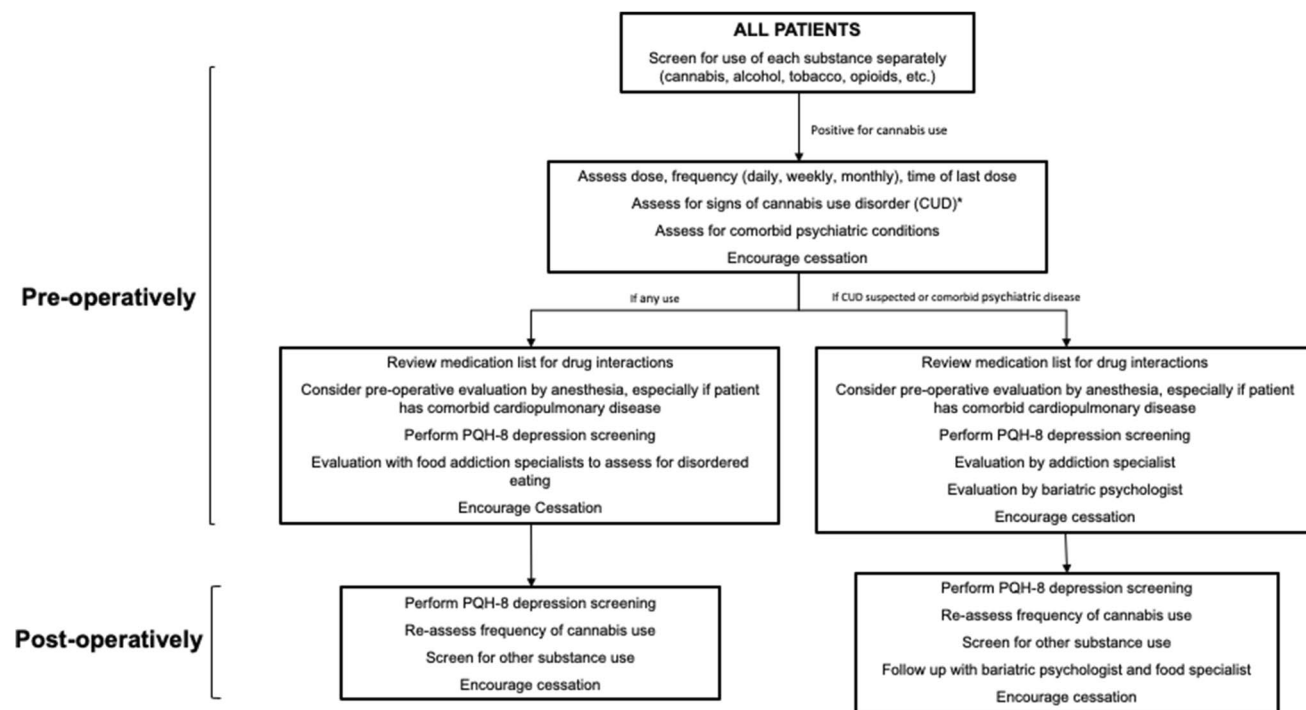 ALL PATIENTS
Screen for use of each substance separately
(cannabis, alcohol, tobacco, opioids, etc.)
Positive for cannabis use
Assess dose, frequency (daily, weekly, monthly), time of last dose
Assess for signs of cannabis use disorder (CUD)*
Assess for comorbid psychiatric conditions
Encourage cessation
Pre-operatively
If any use
If CUD suspected or comorbid psychiatric disease
Review medication list for drug interactions
Consider pre-operative evaluation by anesthesia, especially if patient
has comorbid cardiopulmonary disease
Perform PQH-8 depression screening
Evaluation with food addiction specialists to assess for disordered
eating
Encourage Cessation
Review medication list for drug interactions
Consider pre-operative evaluation by anesthesia, especially if patient
has comorbid cardiopulmonary disease
Perform PQH-8 depression screening
Evaluation by addiction specialist
Evaluation by bariatric psychologist
Encourage cessation
Post-operatively
Perform PQH-8 depression screening
Re-assess frequency of cannabis use
Screen for other substance use
Encourage cessation
Perform PQH-8 depression screening
Re-assess frequency of cannabis use
Screen for other substance use
Follow up with bariatric psychologist and food specialist
Encourage cessation